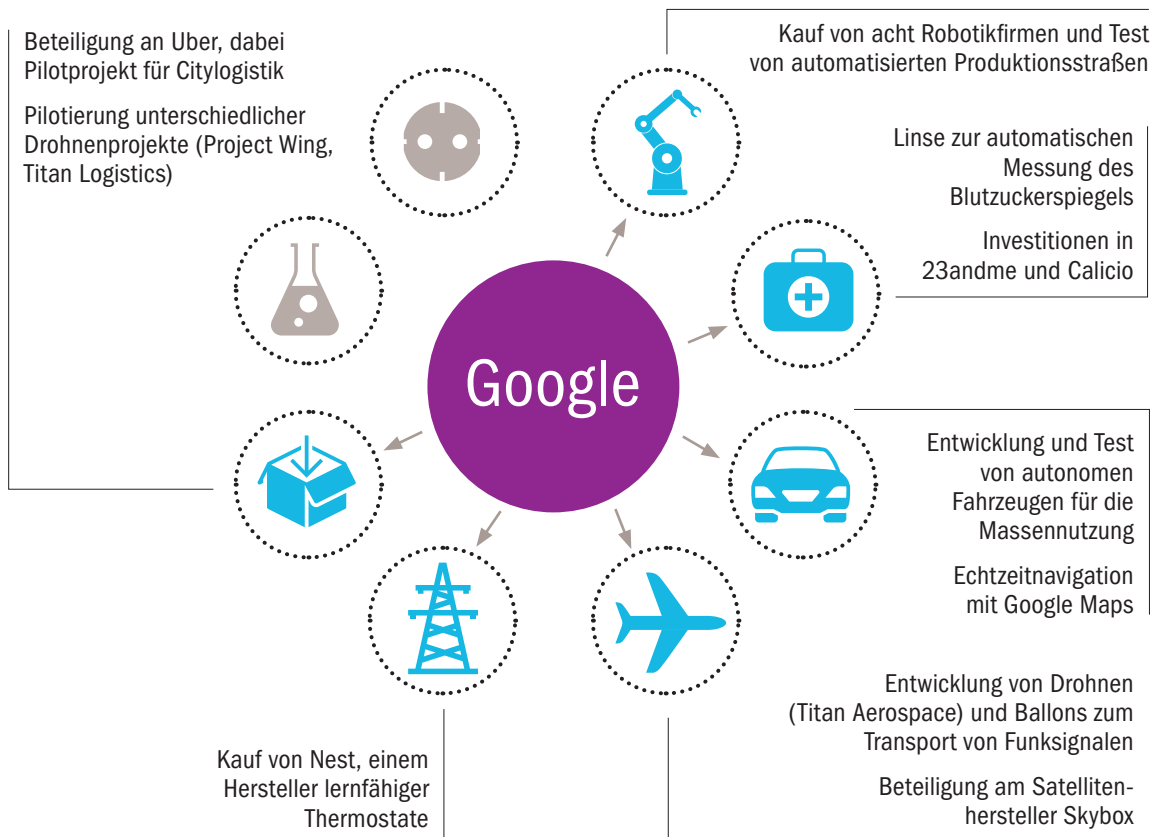 Beteiligung an Uber, dabei
Pilotprojekt für Citylogistik
Pilotierung unterschiedlicher
Drohnenprojekte (Project Wing,
Titan Logistics)
Kauf von acht Robotikfirmen und Test
von automatisierten Produktionsstraßen
Linse zur automatischen
Messung des
Blutzuckerspiegels
Investitionen in
23andme und Calicio
Google
Entwicklung und Test
von autonomen
Fahrzeugen für die
Massennutzung
Echtzeitnavigation
mit Google Maps
Entwicklung von Drohnen
(Titan Aerospace) und Ballons zum
Transport von Funksignalen
Beteiligung am Satelliten-
hersteller Skybox
Kauf von Nest, einem
Hersteller lernfähiger
Thermostate